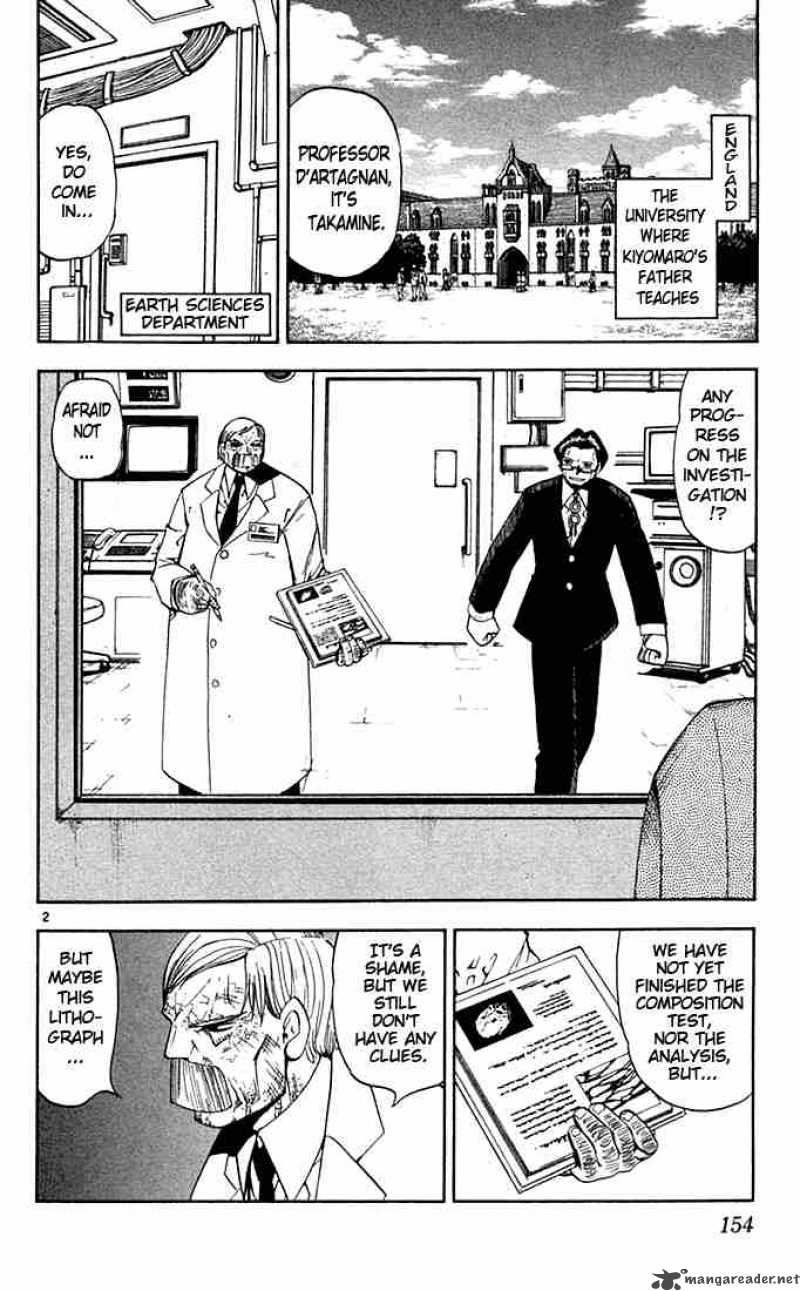 ENGLAND
THE
UNIVERSITY
WHERE
KIYOMARO'S
FATHER
TEACHES
PROFESSOR
D'ARTAGNAN,
IT'S
TAKAMINE.
YES,
DO
COME
IN...
EARTH SCIENCES
DEPARTMENT
ANY
PROG-
RESS
ON THE
INVESTI-
GATION
!?
AFRAID
NOT
...
2
WE HAVE
NOT YET
FINISHED THE
COMPOSITION
TEST,
NOR THE
ANALYSIS,
BUT...
IT'S A
SHAME,
BUT WE
STILL
DON'T
HAVE ANY
CLUES.
BUT
MAYBE
THIS
LITHO-
GRAPH
...
154
mangareader.net